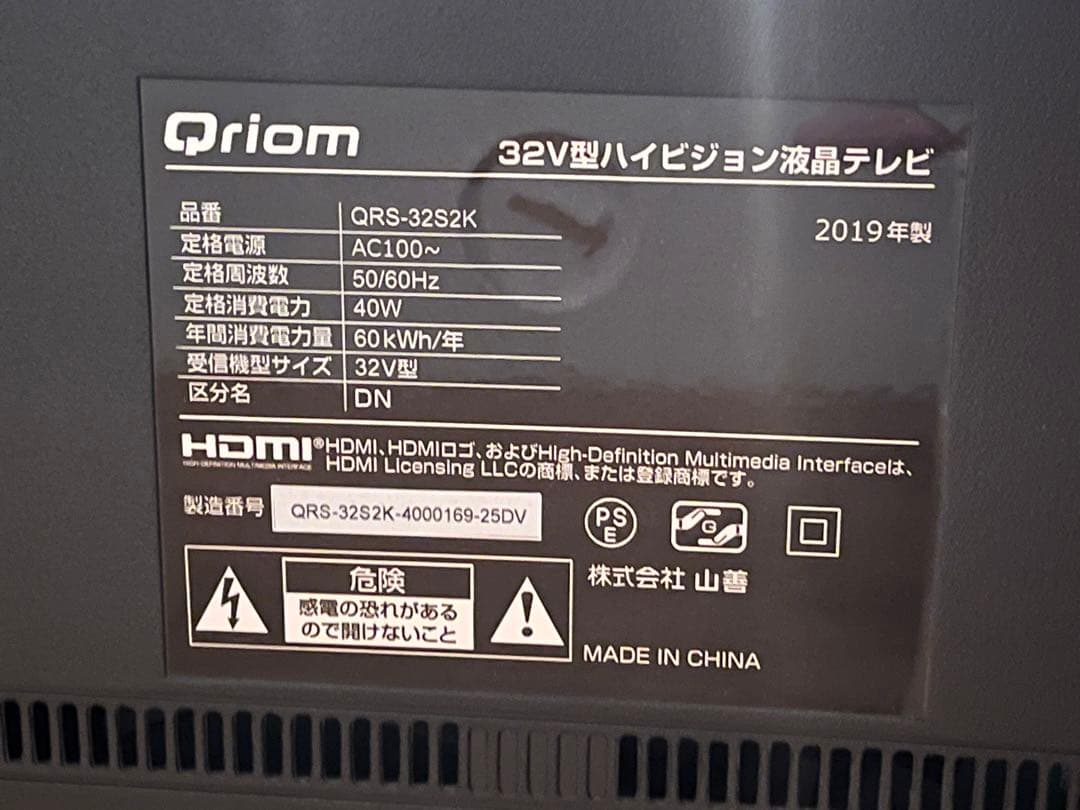 Qriom
32V型ハイビジョン液晶テレビ
2019年製
品番 QRS-32S2K
定格電源 AC100~
定格周波数 50/60Hz
定格消費電力 40W
年間消費電力量 60kWh/年
受信機型サイズ 32V型
区分名 DN
HDMI®
HIGH-DEFINITION MULTIMEDIA INTERFACE
HDMI、HDMIロゴ、およびHigh-Definition Multimedia Interfaceは、
HDMI Licensing LLCの商標、または登録商標です。
製造番号 QRS-32S2K-4000169-25DV
PS
E
G
株式会社 山善
危険
感電の恐れがある
ので開けないこと
MADE IN CHINA